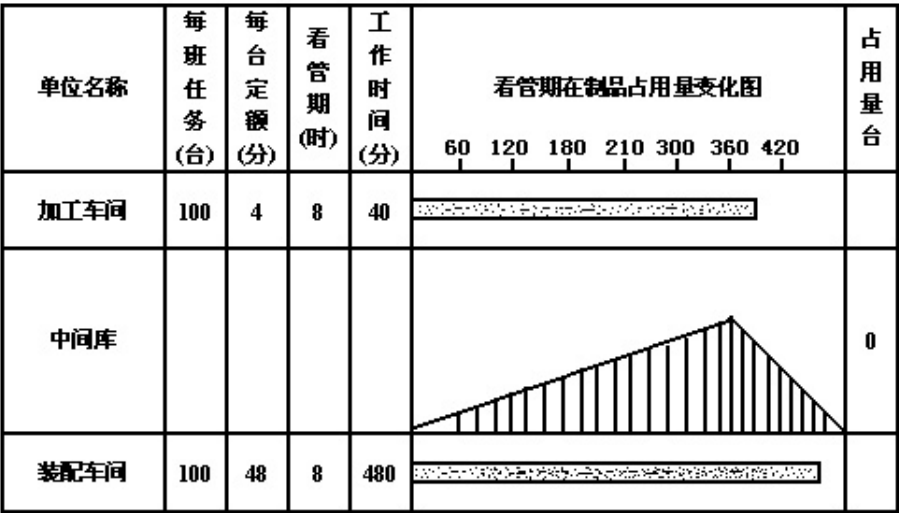 单位名称 每班任务(台) 每台定额(分) 看管期(时) 工作时间(分) 看管期在制品占用量变化图 占用量台
60 120 180 210 300 360 420
加工车间 100 4 8 40
中间库 0
装配车间 100 48 8 480